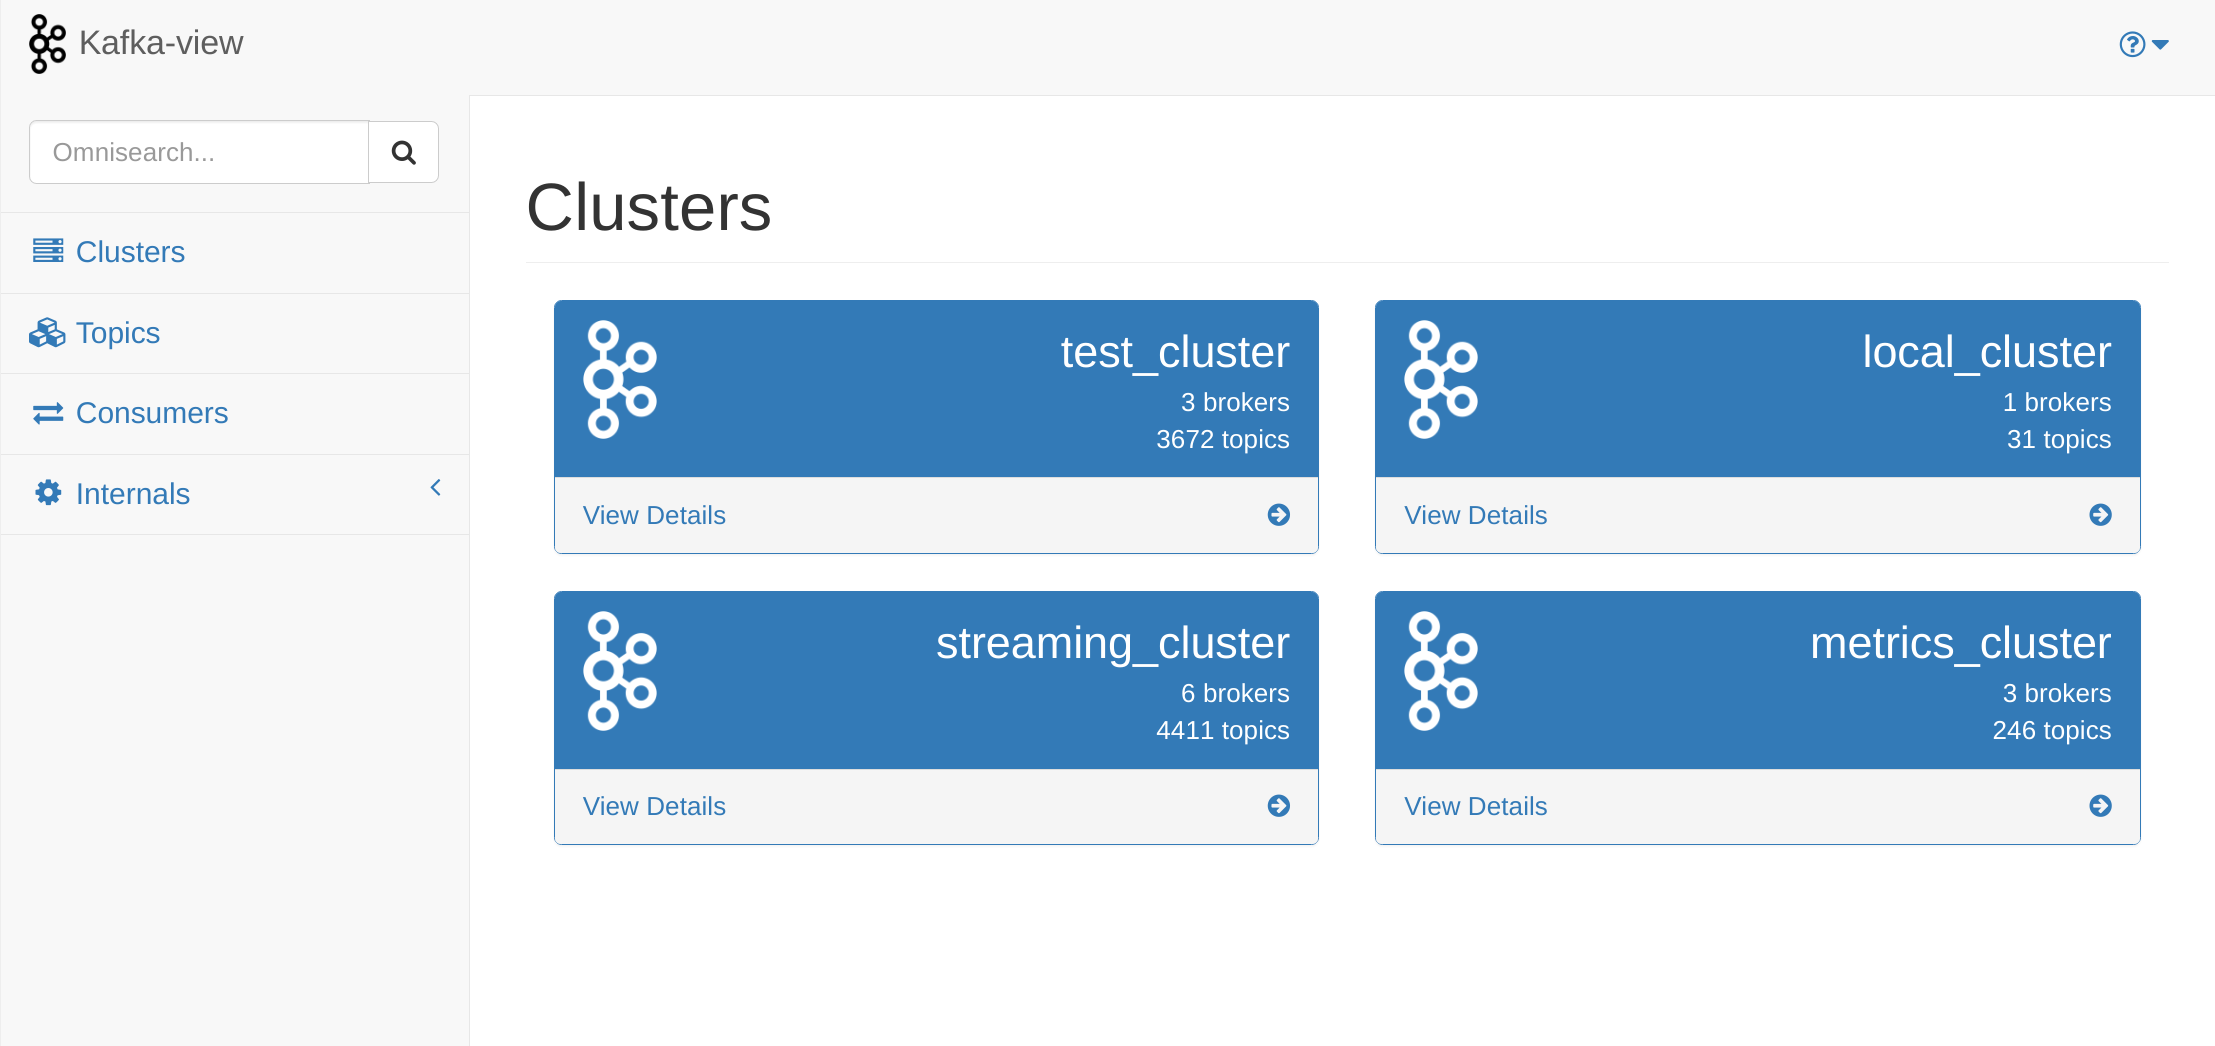 Kafka-view
Omnisearch...
Clusters
Topics
Consumers
Internals
Clusters
test_cluster
3 brokers
3672 topics
View Details
local_cluster
1 brokers
31 topics
View Details
streaming_cluster
6 brokers
4411 topics
View Details
metrics_cluster
3 brokers
246 topics
View Details